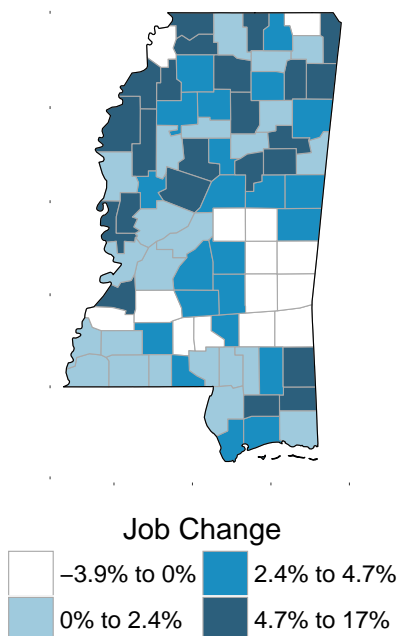 Job Change
−3.9% to 0% 2.4% to 4.7%
0% to 2.4% 4.7% to 17%